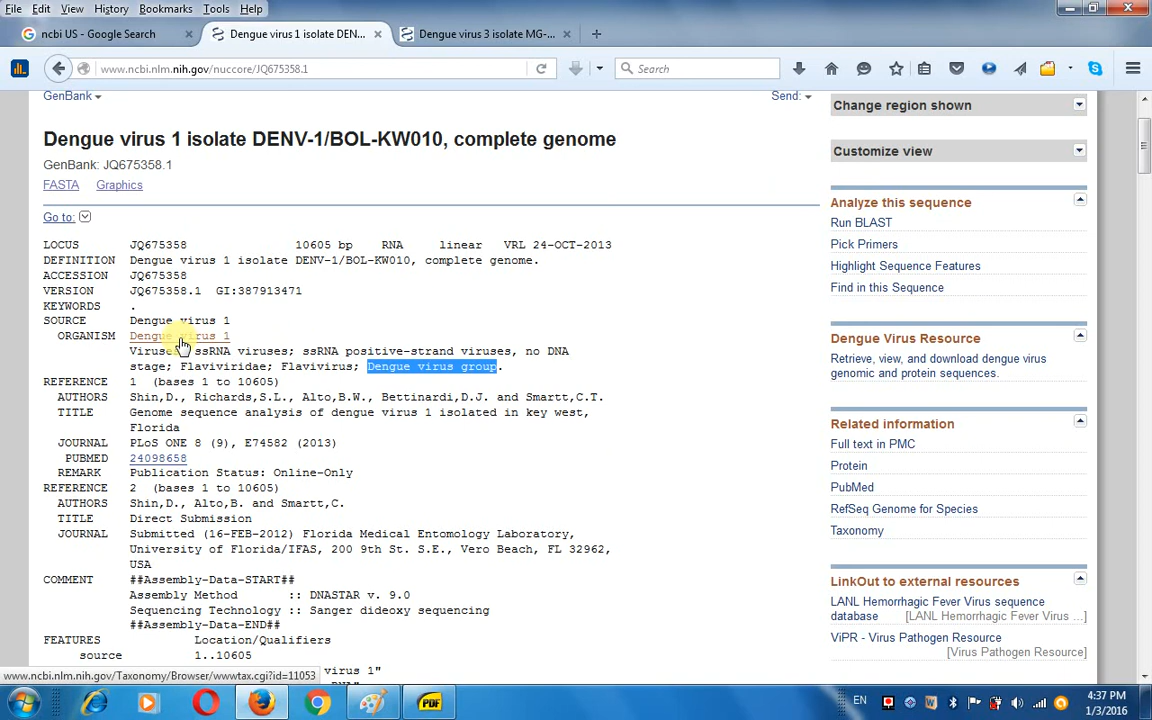 File Edit View History Bookmarks Tools Help
ncbi US - Google Search × Dengue virus 1 isolate DEN... × Dengue virus 3 isolate MG-... × +
www.ncbi.nlm.nih.gov/nuccore/JQ675358.1 Search
GenBank Send:
Change region shown
Dengue virus 1 isolate DENV-1/BOL-KW010, complete genome
Customize view
GenBank: JQ675358.1
FASTA Graphics
Analyze this sequence
Go to:
Run BLAST
Pick Primers
Highlight Sequence Features
Find in this Sequence
LOCUS JQ675358 10605 bp RNA linear VRL 24-OCT-2013
DEFINITION Dengue virus 1 isolate DENV-1/BOL-KW010, complete genome.
ACCESSION JQ675358
VERSION JQ675358.1 GI:387913471
KEYWORDS .
SOURCE Dengue virus 1
ORGANISM Dengue virus 1
Viruses; ssRNA viruses; ssRNA positive-strand viruses, no DNA
stage; Flaviviridae; Flavivirus; Dengue virus group.
REFERENCE 1 (bases 1 to 10605)
AUTHORS Shin,D., Richards,S.L., Alto,B.W., Bettinardi,D.J. and Smartt,C.T.
TITLE Genome sequence analysis of dengue virus 1 isolated in key west,
Florida
JOURNAL PLoS ONE 8 (9), E74582 (2013)
PUBMED 24098658
REMARK Publication Status: Online-Only
REFERENCE 2 (bases 1 to 10605)
AUTHORS Shin,D., Alto,B. and Smartt,C.
TITLE Direct Submission
JOURNAL Submitted (16-FEB-2012) Florida Medical Entomology Laboratory,
University of Florida/IFAS, 200 9th St. S.E., Vero Beach, FL 32962,
USA
COMMENT ##Assembly-Data-START##
Assembly Method :: DNASTAR v. 9.0
Sequencing Technology :: Sanger dideoxy sequencing
##Assembly-Data-END##
FEATURES Location/Qualifiers
source 1..10605
virus 1"
Dengue Virus Resource
Retrieve, view, and download dengue virus
genomic and protein sequences.
Related information
Full text in PMC
Protein
PubMed
RefSeq Genome for Species
Taxonomy
LinkOut to external resources
LANL Hemorrhagic Fever Virus sequence
database [LANL Hemorrhagic Fever Virus ...]
ViPR - Virus Pathogen Resource
[Virus Pathogen Resource]
www.ncbi.nlm.nih.gov/Taxonomy/Browser/wwwtax.cgi?id=11053
PDF EN 4:37 PM
1/3/2016